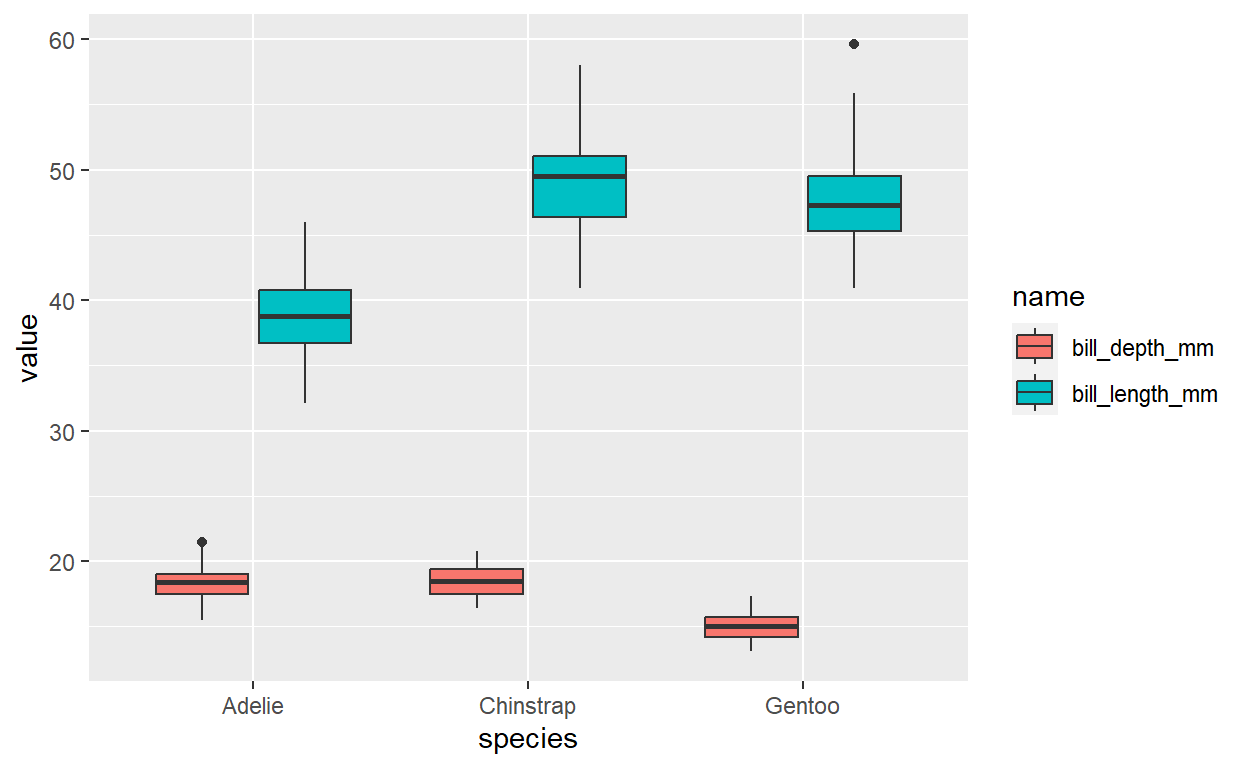 60
50
40
30
20
value
Adelie
Chinstrap
Gentoo
species
name
bill_depth_mm
bill_length_mm